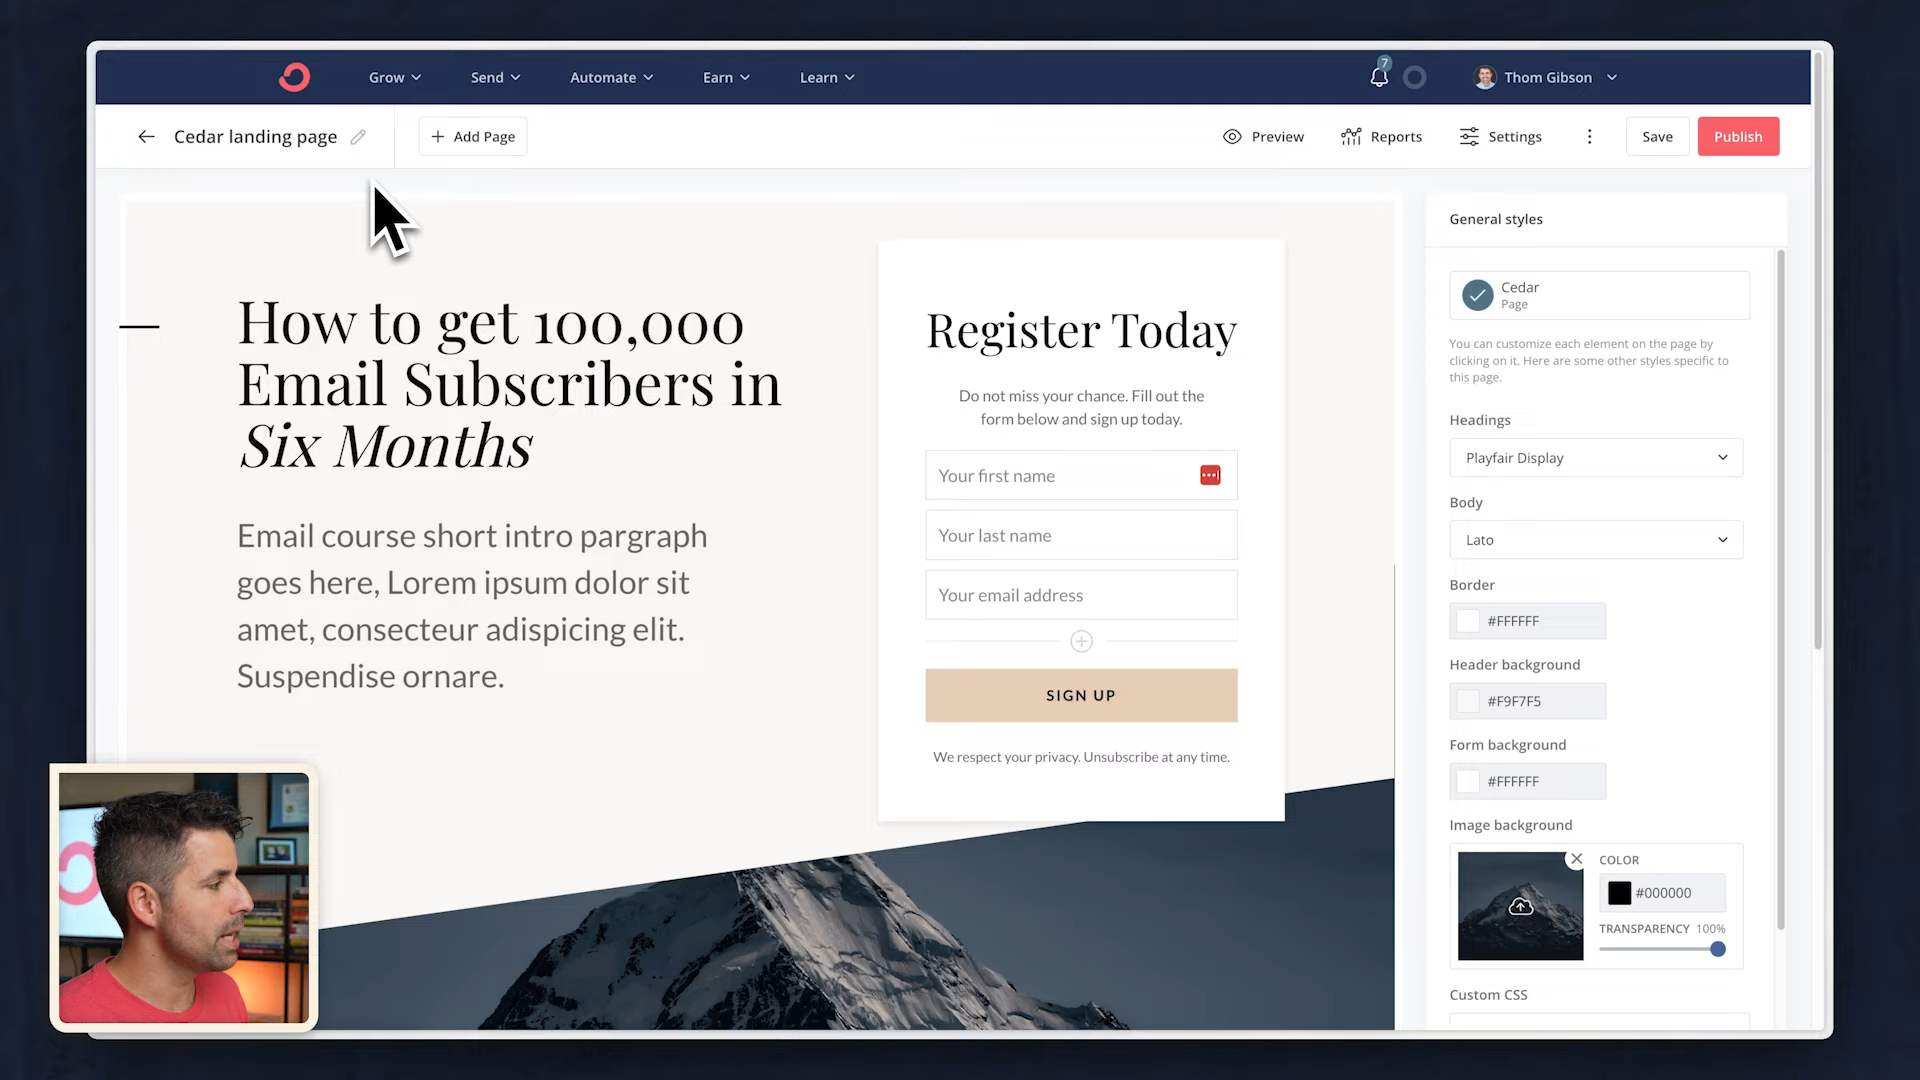 Grow
Send
Automate
Earn
Learn
7
Thom Gibson
Cedar landing page
Add Page
Preview
Reports
Settings
Save
Publish
How to get 100,000
Email Subscribers in
Six Months
Email course short intro pargraph
goes here, Lorem ipsum dolor sit
amet, consecteur adispicing elit.
Suspendise ornare.
Register Today
Do not miss your chance. Fill out the
form below and sign up today.
Your first name
Your last name
Your email address
SIGN UP
We respect your privacy. Unsubscribe at any time.
General styles
Cedar
Page
You can customize each element on the page by
clicking on it. Here are some other styles specific to
this page.
Headings
Playfair Display
Body
Lato
Border
#FFFFFF
Header background
#F9F7F5
Form background
#FFFFFF
Image background
COLOR
#000000
TRANSPARENCY 100%
Custom CSS